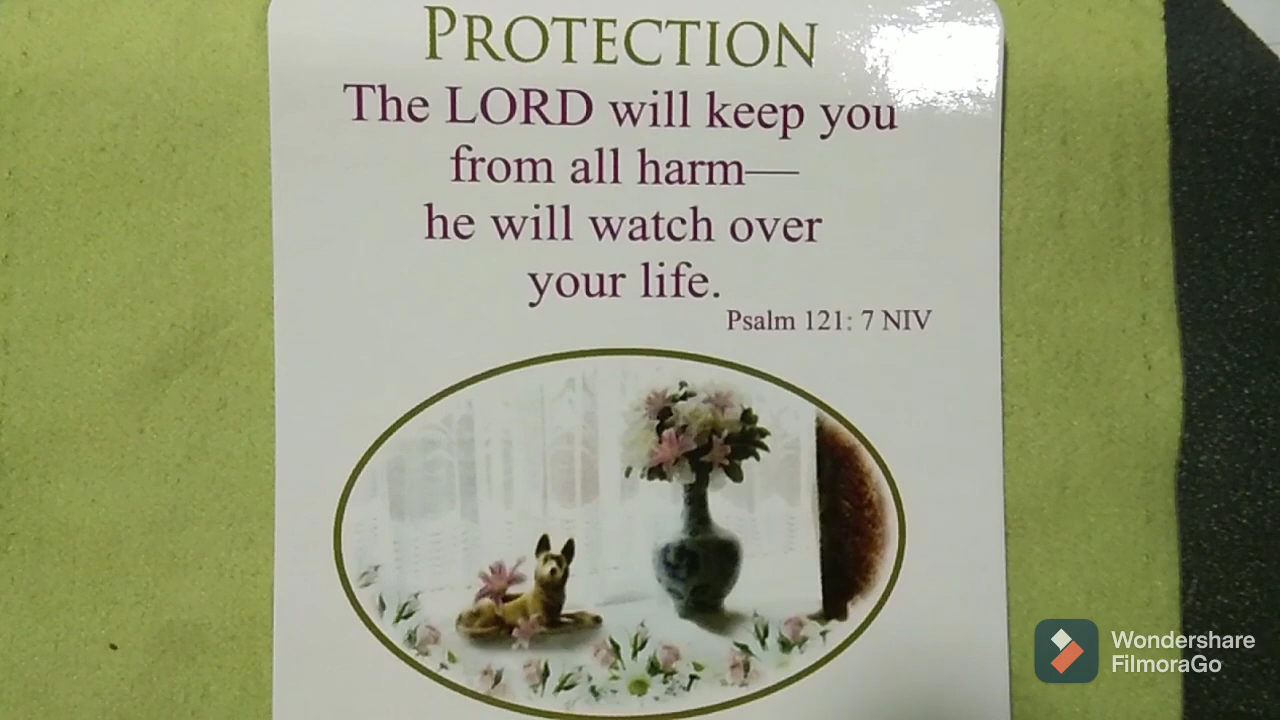 PROTECTION
The LORD will keep you
from all harm—
he will watch over
your life.
Psalm 121: 7 NIV
Wondershare
FilmoraGo